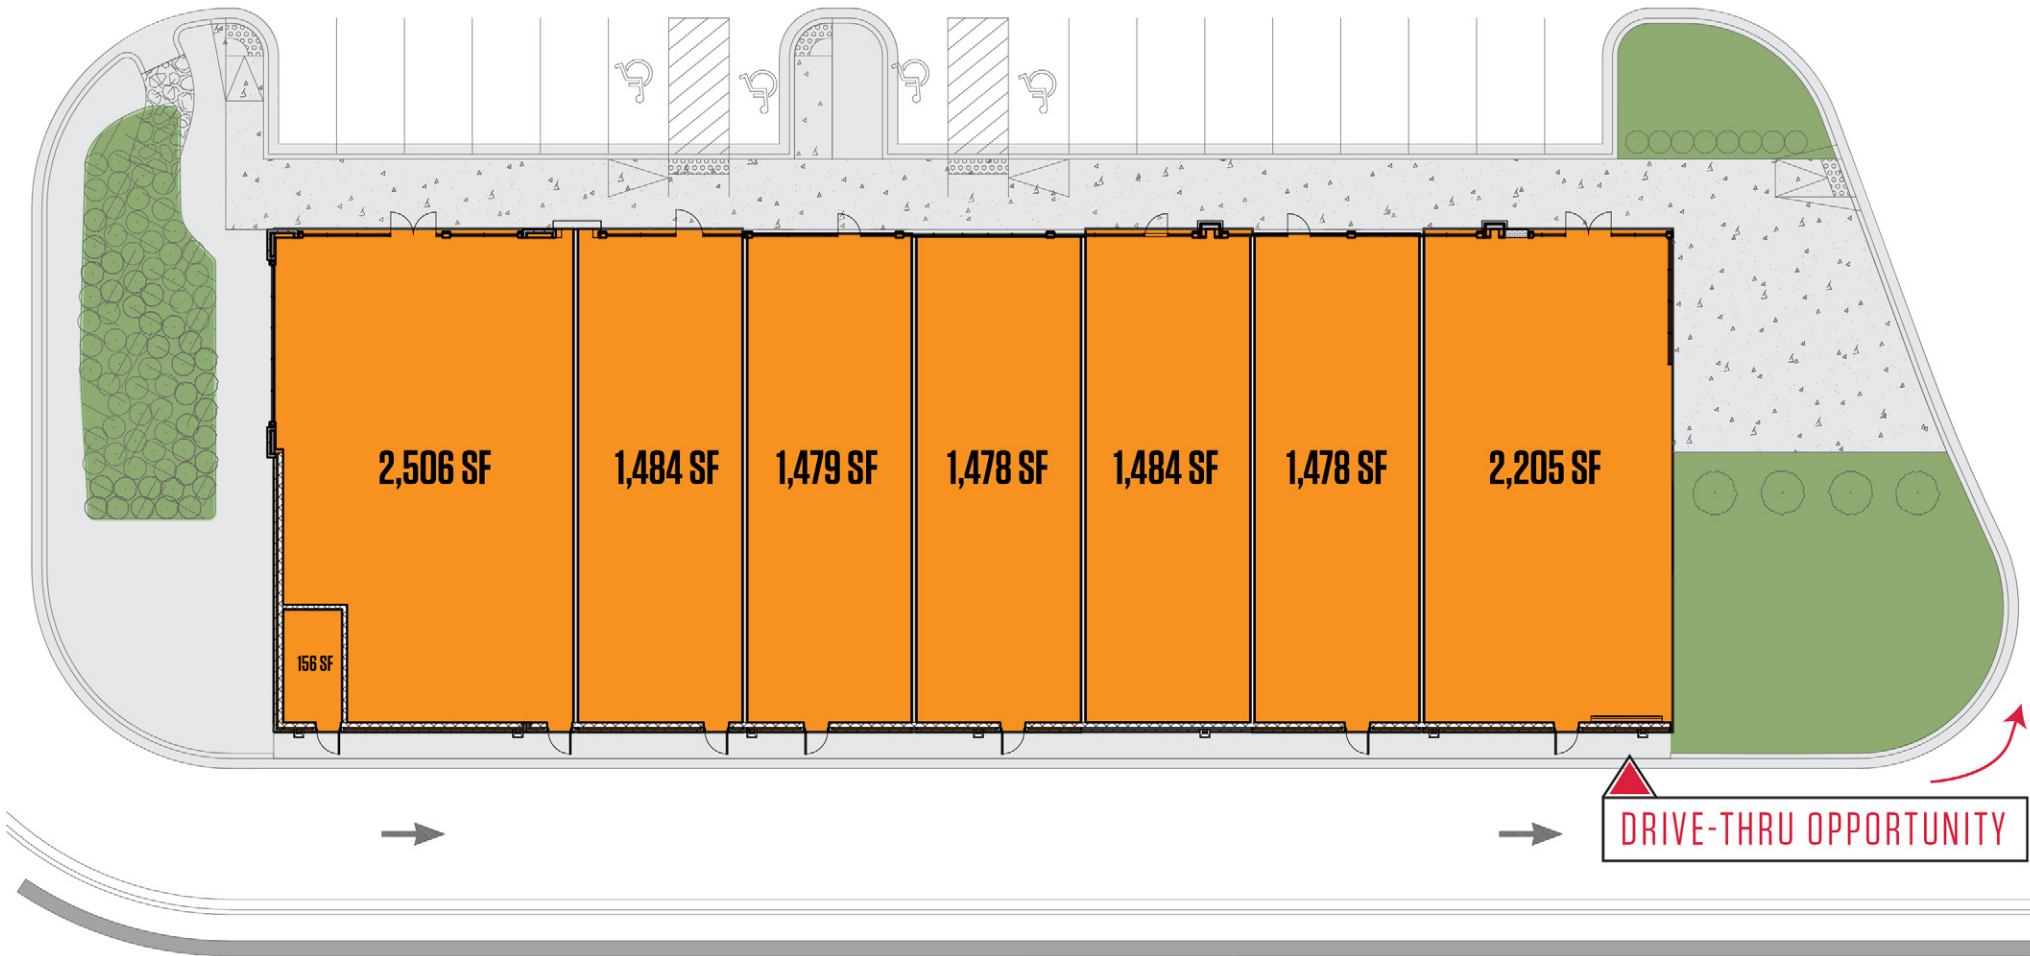 2,506 SF
1,484 SF
1,479 SF
1,478 SF
1,484 SF
1,478 SF
2,205 SF
156 SF
DRIVE-THRU OPPORTUNITY